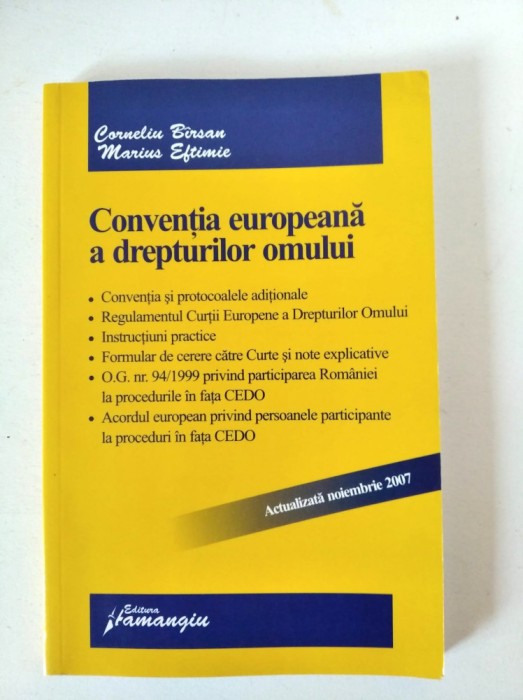 Corneliu Bîrsan
Marius Eftimie
Convenția europeană
a drepturilor omului
• Convenția și protocoalele adiționale
• Regulamentul Curții Europene a Drepturilor Omului
• Instrucțiuni practice
• Formular de cerere către Curte și note explicative
• O.G. nr. 94/1999 privind participarea României
la procedurile în fața CEDO
• Acordul european privind persoanele participante
la proceduri în fața CEDO
Actualizată noiembrie 2007
Editura
Hamangiu